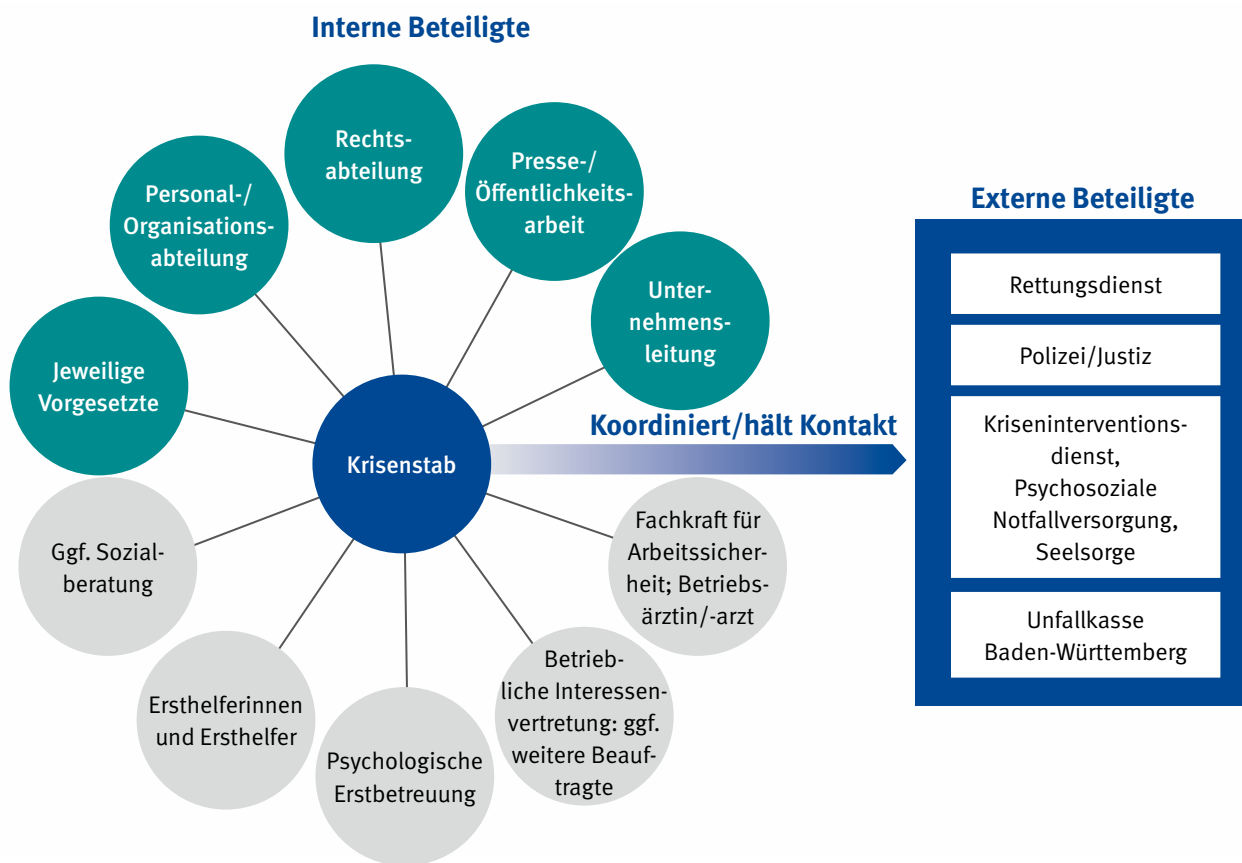 Interne Beteiligte
Rechts-
abteilung
Presse-/
Öffentlichkeits-
arbeit
Personal-/
Organisations-
abteilung
Unter-
nehmens-
leitung
Jeweilige
Vorgesetzte
Krisenstab
Koordiniert/hält Kontakt
Ggf. Sozial-
beratung
Fachkraft für
Arbeitssicher-
heit; Betriebs-
ärztin/-arzt
Ersthelferinnen
und Ersthelfer
Psychologische
Erstbetreuung
Betrieb-
liche Interessen-
vertretung: ggf.
weitere Beauf-
tragte
Externe Beteiligte
Rettungsdienst
Polizei/Justiz
Kriseninterventions-
dienst,
Psychosoziale
Notfallversorgung,
Seelsorge
Unfallkasse
Baden-Württemberg